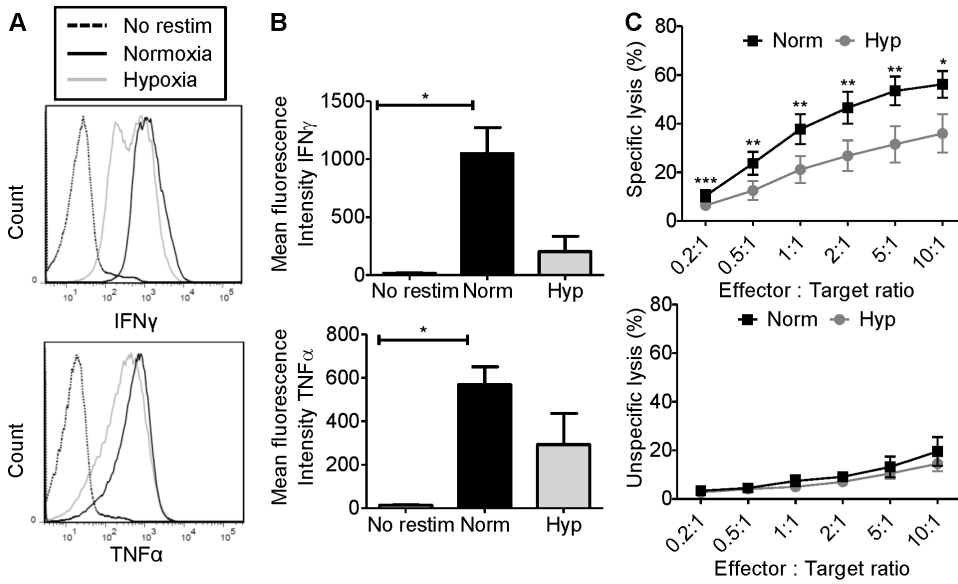 A
No restim
Normoxia
Hypoxia
Count
0
10¹ 10² 10³ 10⁴ 10⁵
IFNγ
Count
0
10¹ 10² 10³ 10⁴ 10⁵
TNFα
B
Mean fluorescence
Intensity IFNγ
1500
1000
500
0
*
No restim Norm Hyp
Mean fluorescence
Intensity TNFα
800
600
400
200
0
*
No restim Norm Hyp
C
Norm Hyp
Specific lysis (%)
80
60
40
20
0
*** ** ** ** ** *
0.2:1 0.5:1 1:1 2:1 5:1 10:1
Effector : Target ratio
Norm Hyp
Unspecific lysis (%)
80
60
40
20
0
0.2:1 0.5:1 1:1 2:1 5:1 10:1
Effector : Target ratio